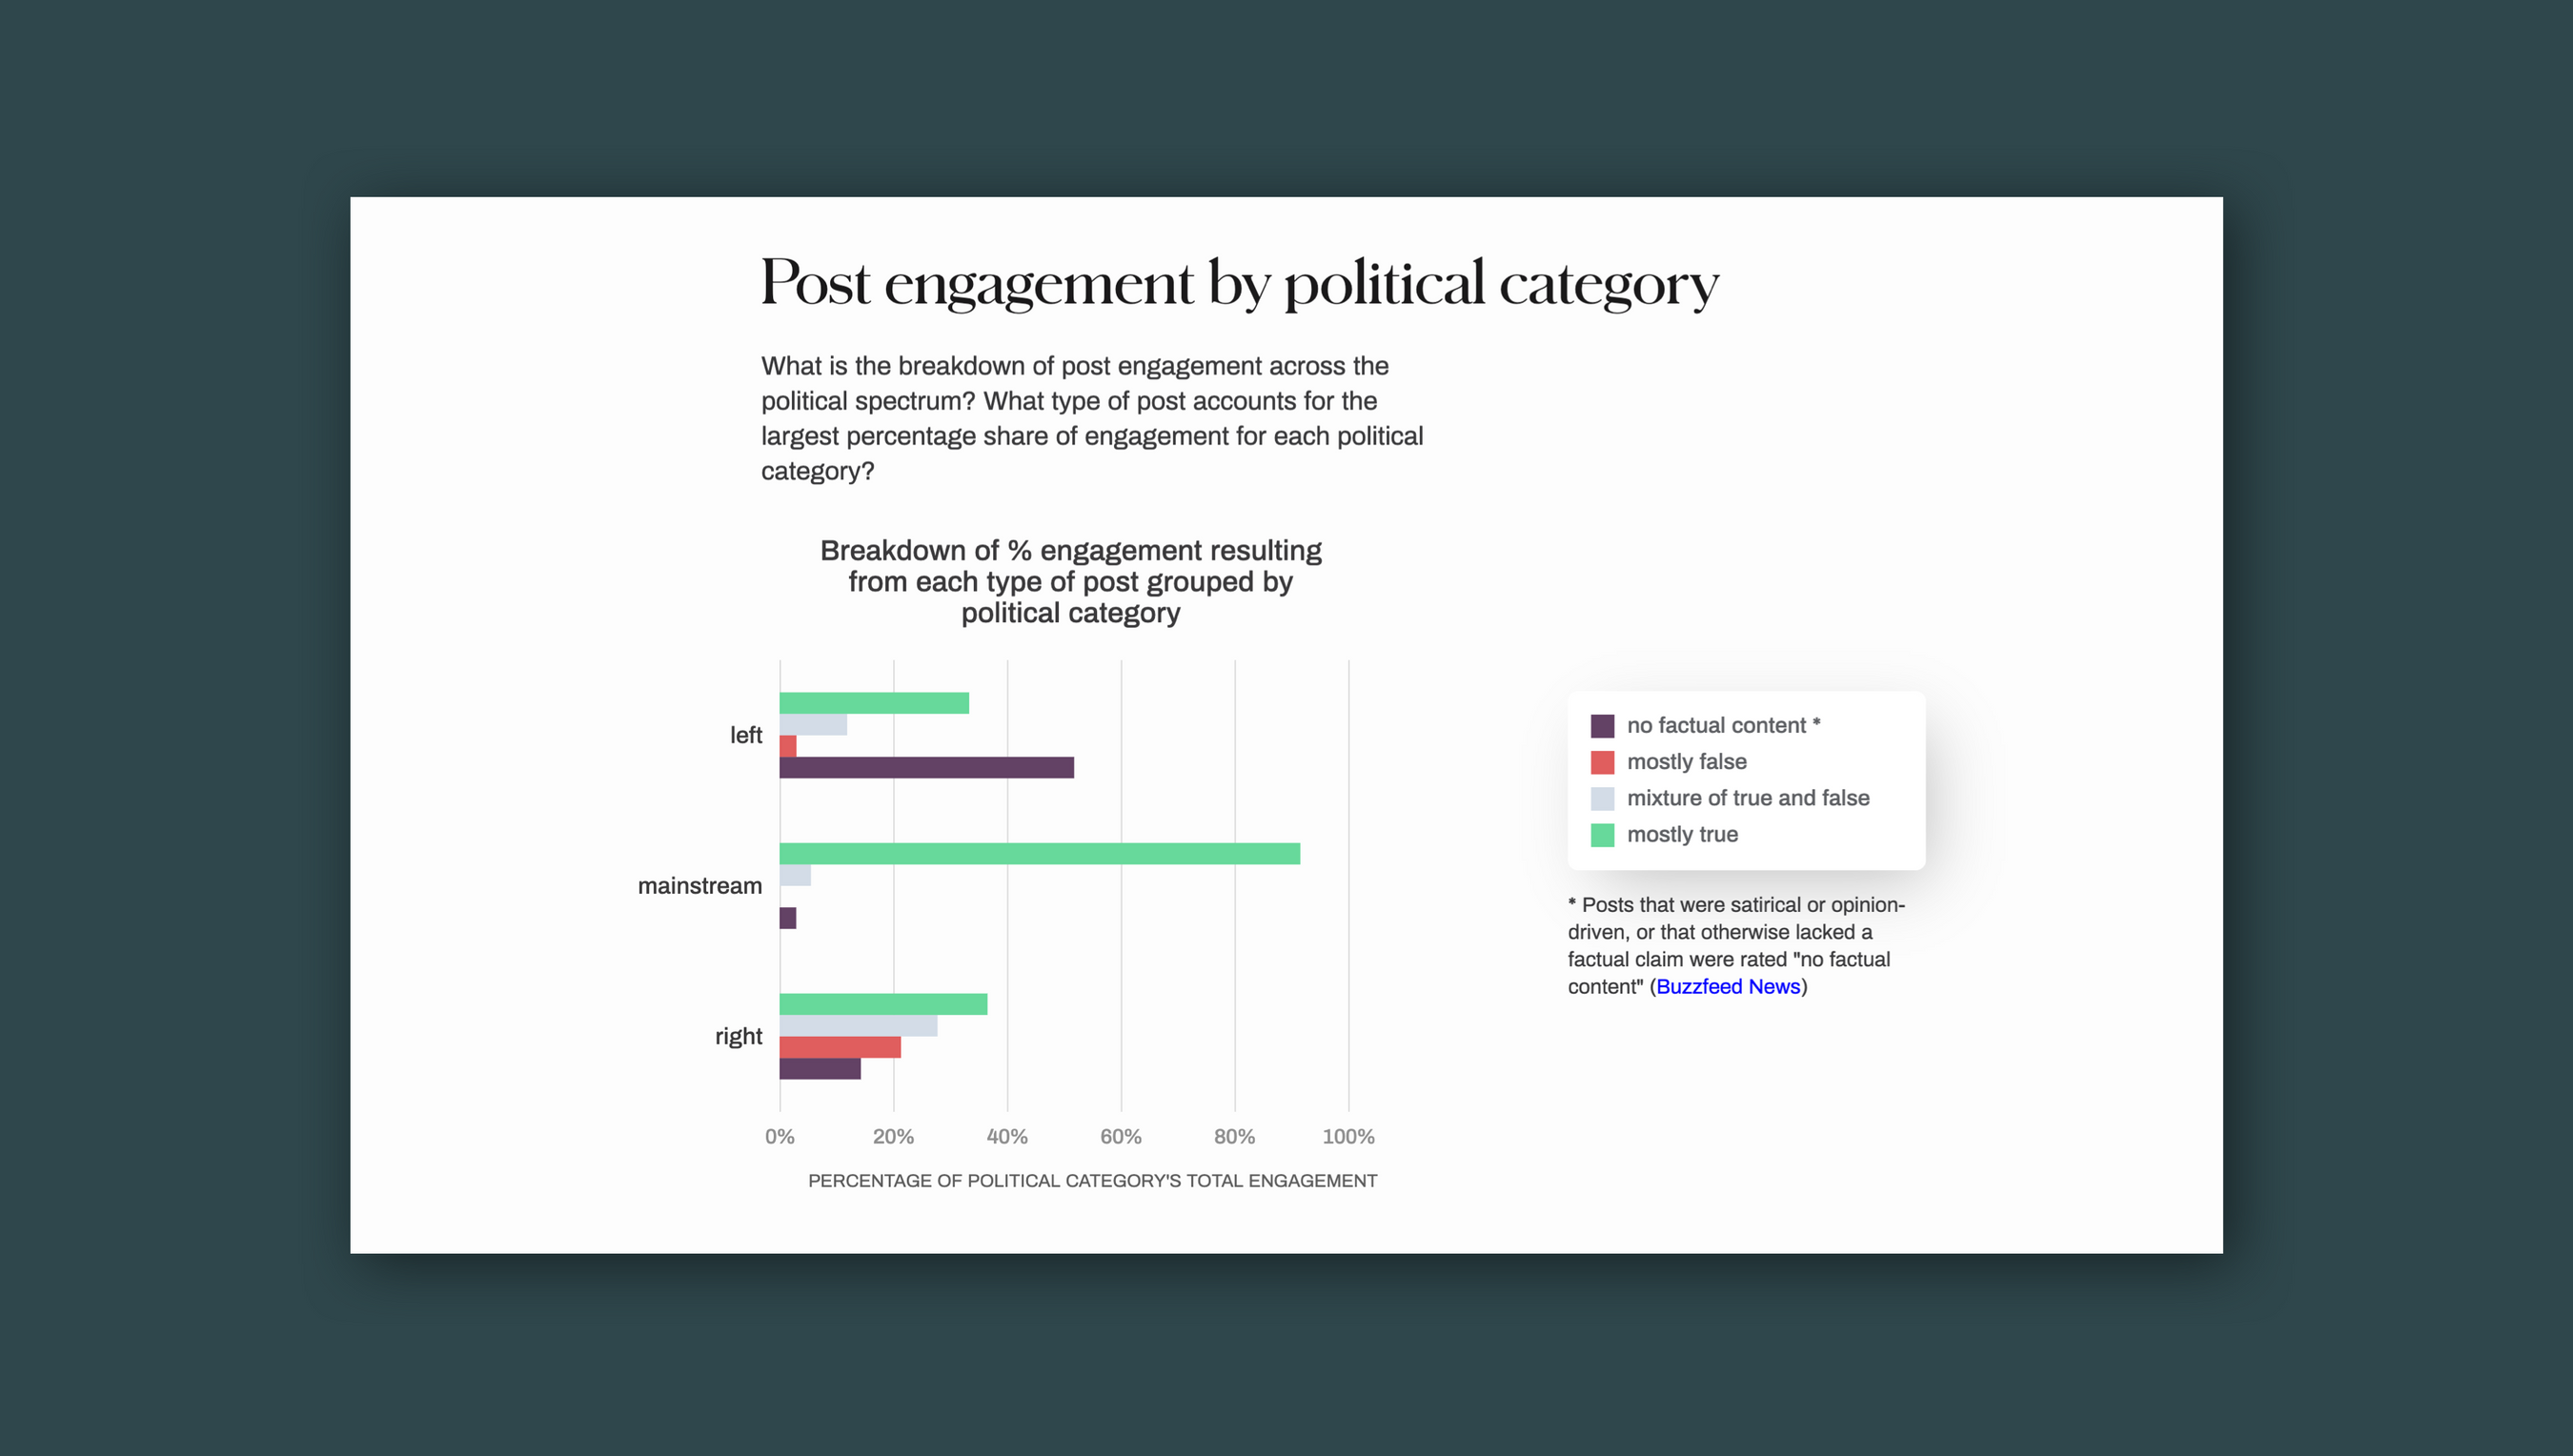 Post engagement by political category
What is the breakdown of post engagement across the
political spectrum? What type of post accounts for the
largest percentage share of engagement for each political
category?
Breakdown of % engagement resulting
from each type of post grouped by
political category
left
mainstream
right
0% 20% 40% 60% 80% 100%
PERCENTAGE OF POLITICAL CATEGORY'S TOTAL ENGAGEMENT
no factual content *
mostly false
mixture of true and false
mostly true
* Posts that were satirical or opinion-
driven, or that otherwise lacked a
factual claim were rated "no factual
content" (Buzzfeed News)